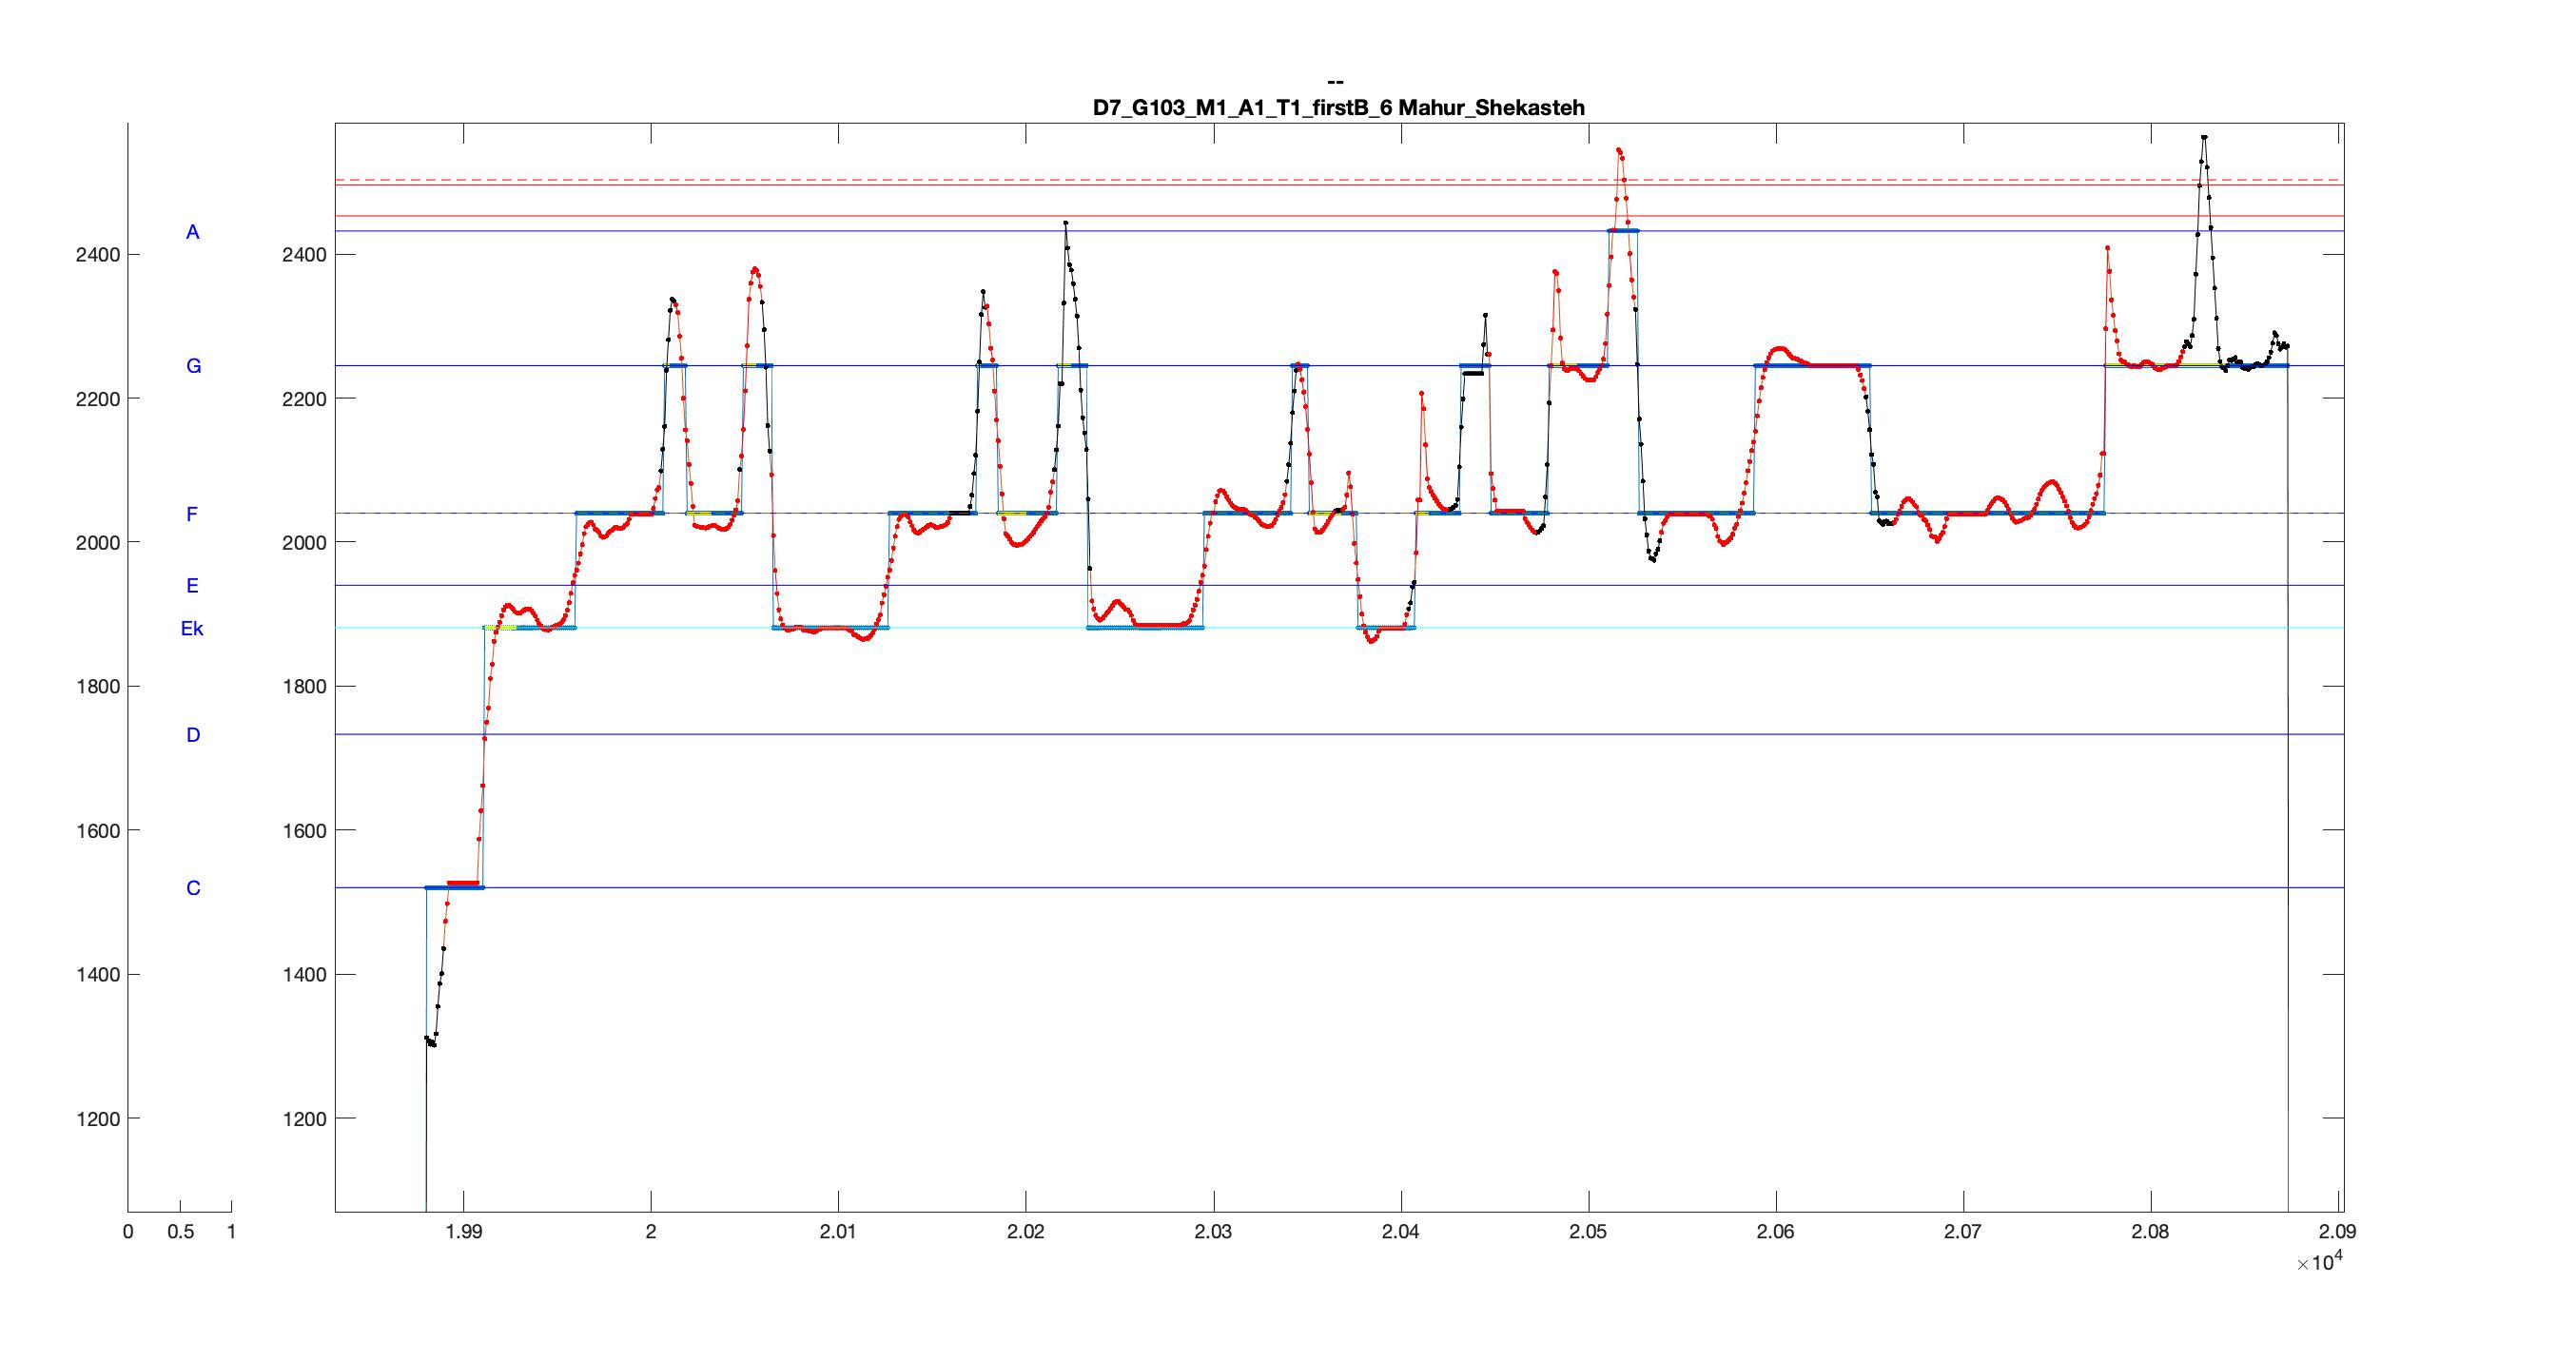 --
D7_G103_M1_A1_T1_firstB_6 Mahur_Shekasteh
2400
2200
2000
1800
1600
1400
1200
0 0.5 1
A
G
F
E
Ek
D
C
2400
2200
2000
1800
1600
1400
1200
1.99 2 2.01 2.02 2.03 2.04 2.05 2.06 2.07 2.08 2.09
×10^4